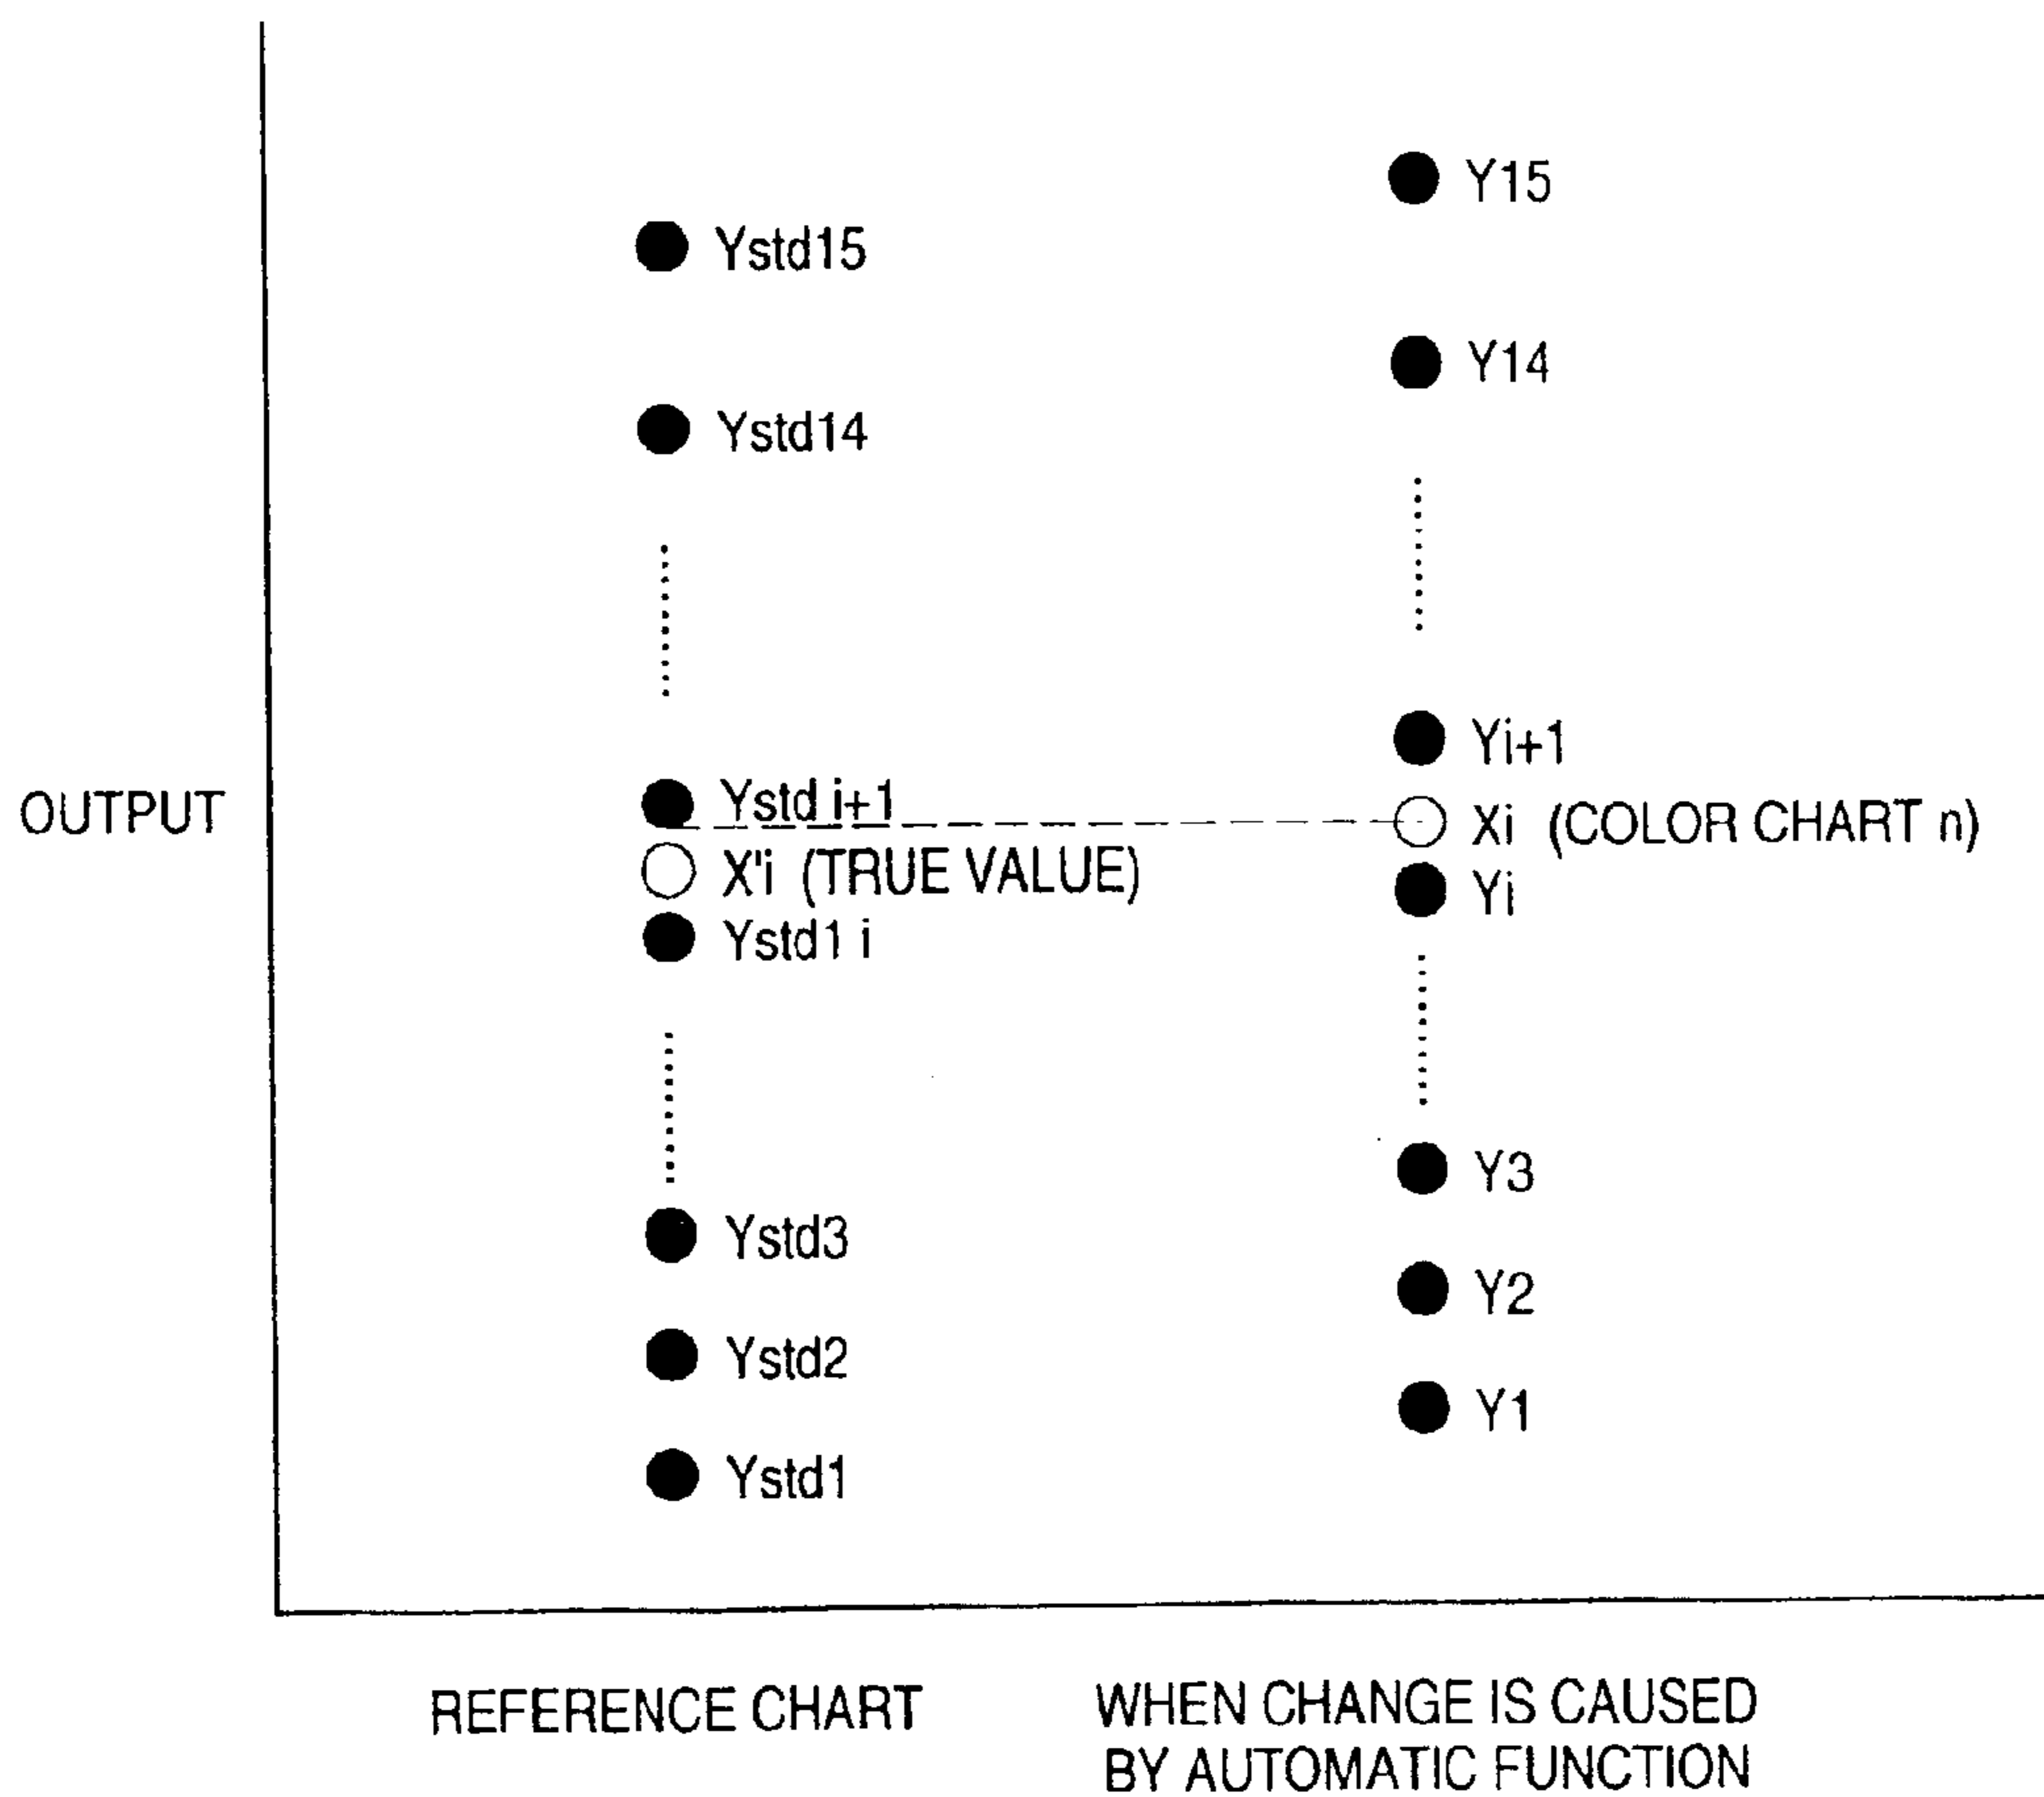 Y15
Ystd15
Y14
Ystd14
Yi+1
Ystd i+1
OUTPUT
Xi (COLOR CHART n)
X'i (TRUE VALUE)
Yi
Ystd1 i
Y3
Ystd3
Y2
Ystd2
Y1
Ystd1
REFERENCE CHART
WHEN CHANGE IS CAUSED
BY AUTOMATIC FUNCTION